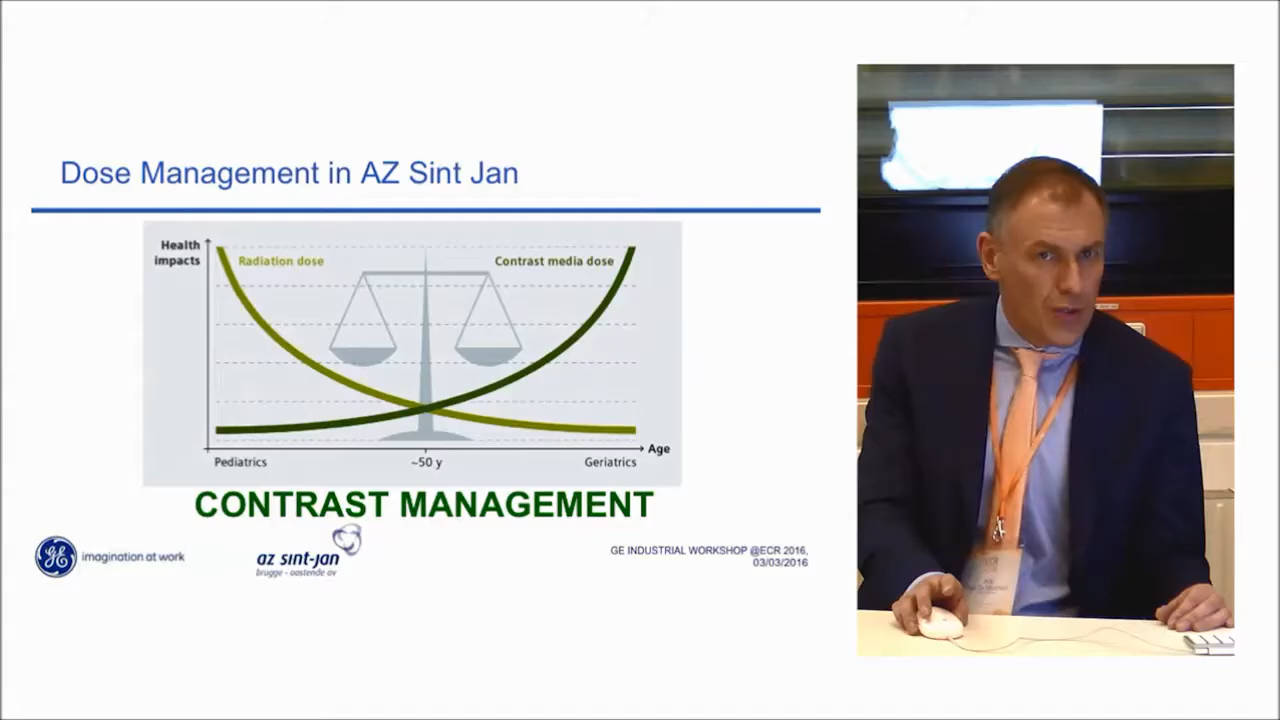 Dose Management in AZ Sint Jan
Health
impacts
Radiation dose
Contrast media dose
Age
Pediatrics
~50 y
Geriatrics
CONTRAST MANAGEMENT
GE
imagination at work
az sint-jan
brugge - oostende av
GE INDUSTRIAL WORKSHOP @ECR 2016,
03/03/2016